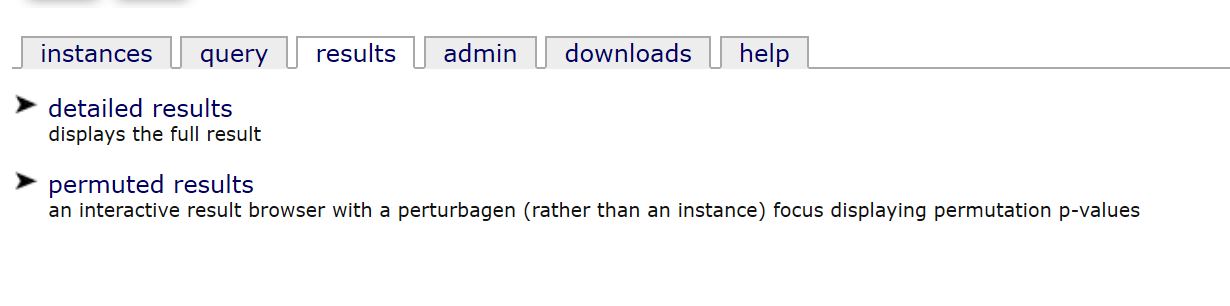 instances query results admin downloads help
detailed results
displays the full result
permuted results
an interactive result browser with a perturbagen (rather than an instance) focus displaying permutation p-values